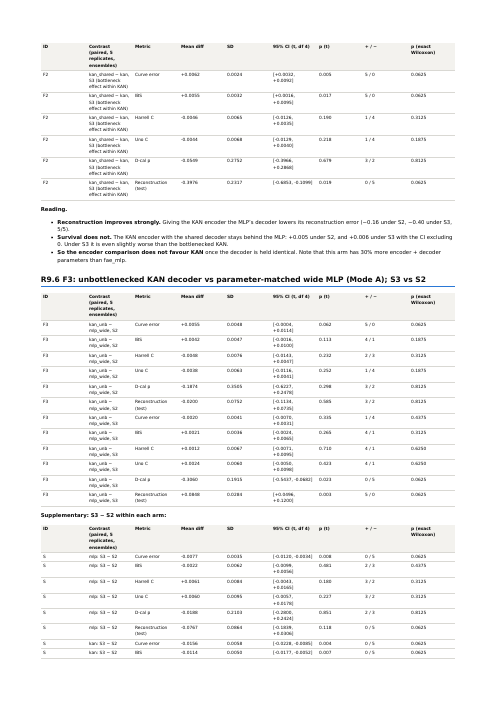 ID Contrast (paired, 5 replicates, ensembles) Metric Mean diff SD 95% CI (t, df 4) p (t) + / − p (exact Wilcoxon)
F2 kan_shared − kan, S3 (bottleneck effect within KAN) Curve error +0.0062 0.0024 [+0.0032, +0.0092] 0.005 5 / 0 0.0625
F2 kan_shared − kan, S3 (bottleneck effect within KAN) IBS +0.0055 0.0032 [+0.0016, +0.0095] 0.017 5 / 0 0.0625
F2 kan_shared − kan, S3 (bottleneck effect within KAN) Harrell C -0.0046 0.0065 [-0.0126, +0.0035] 0.190 1 / 4 0.3125
F2 kan_shared − kan, S3 (bottleneck effect within KAN) Uno C -0.0044 0.0068 [-0.0129, +0.0040] 0.218 1 / 4 0.1875
F2 kan_shared − kan, S3 (bottleneck effect within KAN) D-cal p -0.0549 0.2752 [-0.3966, +0.2868] 0.679 3 / 2 0.8125
F2 kan_shared − kan, S3 (bottleneck effect within KAN) Reconstruction (test) -0.3976 0.2317 [-0.6853, -0.1099] 0.019 0 / 5 0.0625
Reading.
• Reconstruction improves strongly. Giving the KAN encoder the MLP's decoder lowers its reconstruction error (−0.16 under S2, −0.40 under S3, 5/5).
• Survival does not. The KAN encoder with the shared decoder stays behind the MLP: +0.005 under S2, and +0.006 under S3 with the CI excluding 0. Under S3 it is even slightly worse than the bottlenecked KAN.
• So the encoder comparison does not favour KAN once the decoder is held identical. Note that this arm has 30% more encoder + decoder parameters than fae_mlp.
R9.6 F3: unbottlenecked KAN decoder vs parameter-matched wide MLP (Mode A); S3 vs S2
ID Contrast (paired, 5 replicates, ensembles) Metric Mean diff SD 95% CI (t, df 4) p (t) + / − p (exact Wilcoxon)
F3 kan_unb − mlp_wide, S2 Curve error +0.0055 0.0048 [-0.0004, +0.0114] 0.062 5 / 0 0.0625
F3 kan_unb − mlp_wide, S2 IBS +0.0042 0.0047 [-0.0016, +0.0100] 0.113 4 / 1 0.1875
F3 kan_unb − mlp_wide, S2 Harrell C -0.0048 0.0076 [-0.0143, +0.0047] 0.232 2 / 3 0.3125
F3 kan_unb − mlp_wide, S2 Uno C -0.0038 0.0063 [-0.0116, +0.0041] 0.252 1 / 4 0.1875
F3 kan_unb − mlp_wide, S2 D-cal p -0.1874 0.3505 [-0.6227, +0.2478] 0.298 3 / 2 0.8125
F3 kan_unb − mlp_wide, S2 Reconstruction (test) -0.0200 0.0752 [-0.1134, +0.0735] 0.585 3 / 2 0.8125
F3 kan_unb − mlp_wide, S3 Curve error -0.0020 0.0041 [-0.0070, +0.0031] 0.335 1 / 4 0.4375
F3 kan_unb − mlp_wide, S3 IBS +0.0021 0.0036 [-0.0024, +0.0065] 0.265 4 / 1 0.3125
F3 kan_unb − mlp_wide, S3 Harrell C +0.0012 0.0067 [-0.0071, +0.0095] 0.710 4 / 1 0.6250
F3 kan_unb − mlp_wide, S3 Uno C +0.0024 0.0060 [-0.0050, +0.0098] 0.423 4 / 1 0.6250
F3 kan_unb − mlp_wide, S3 D-cal p -0.3060 0.1915 [-0.5437, -0.0682] 0.023 0 / 5 0.0625
F3 kan_unb − mlp_wide, S3 Reconstruction (test) +0.0848 0.0284 [+0.0496, +0.1200] 0.003 5 / 0 0.0625
Supplementary: S3 − S2 within each arm:
ID Contrast (paired, 5 replicates, ensembles) Metric Mean diff SD 95% CI (t, df 4) p (t) + / − p (exact Wilcoxon)
S mlp: S3 − S2 Curve error -0.0077 0.0035 [-0.0120, -0.0034] 0.008 0 / 5 0.0625
S mlp: S3 − S2 IBS -0.0022 0.0062 [-0.0099, +0.0056] 0.481 2 / 3 0.4375
S mlp: S3 − S2 Harrell C +0.0061 0.0084 [-0.0043, +0.0165] 0.180 3 / 2 0.3125
S mlp: S3 − S2 Uno C +0.0060 0.0095 [-0.0057, +0.0178] 0.227 3 / 2 0.3125
S mlp: S3 − S2 D-cal p -0.0188 0.2103 [-0.2800, +0.2424] 0.851 2 / 3 0.8125
S mlp: S3 − S2 Reconstruction (test) -0.0767 0.0864 [-0.1839, +0.0306] 0.118 0 / 5 0.0625
S kan: S3 − S2 Curve error -0.0156 0.0058 [-0.0228, -0.0085] 0.004 0 / 5 0.0625
S kan: S3 − S2 IBS -0.0114 0.0050 [-0.0177, -0.0052] 0.007 0 / 5 0.0625